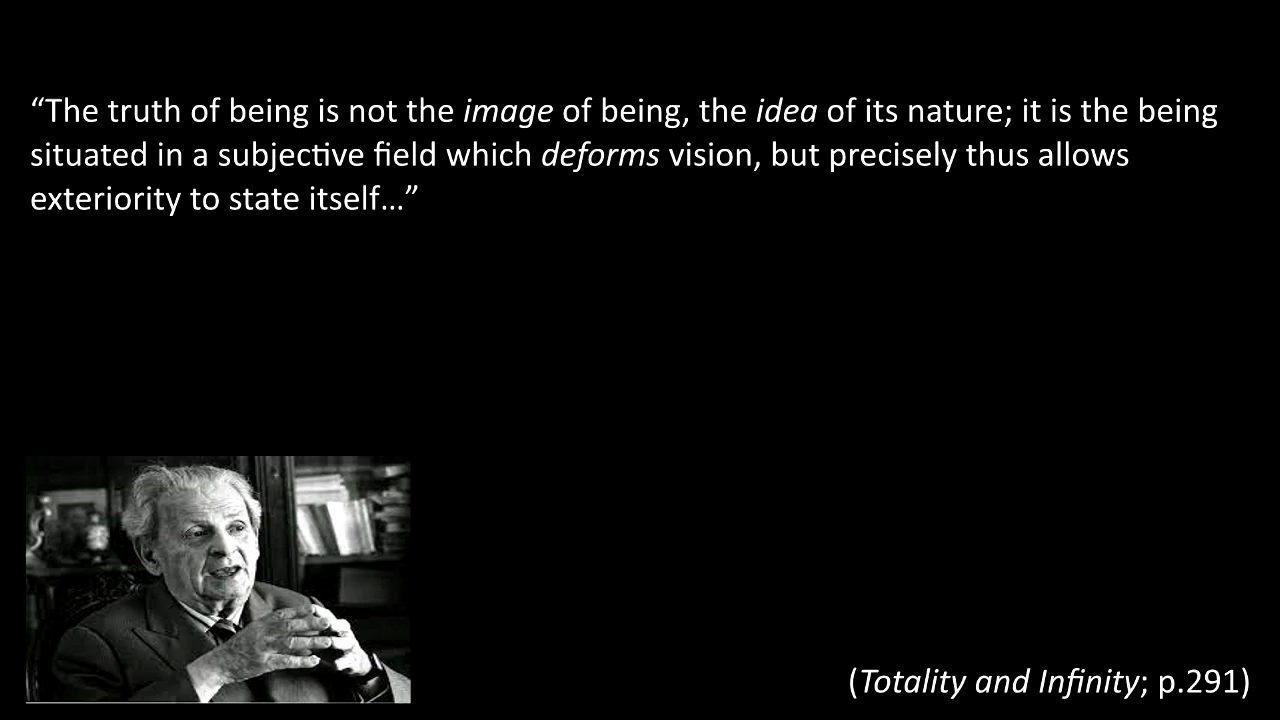 “The truth of being is not the image of being, the idea of its nature; it is the being
situated in a subjective field which deforms vision, but precisely thus allows
exteriority to state itself…”
(Totality and Infinity; p.291)